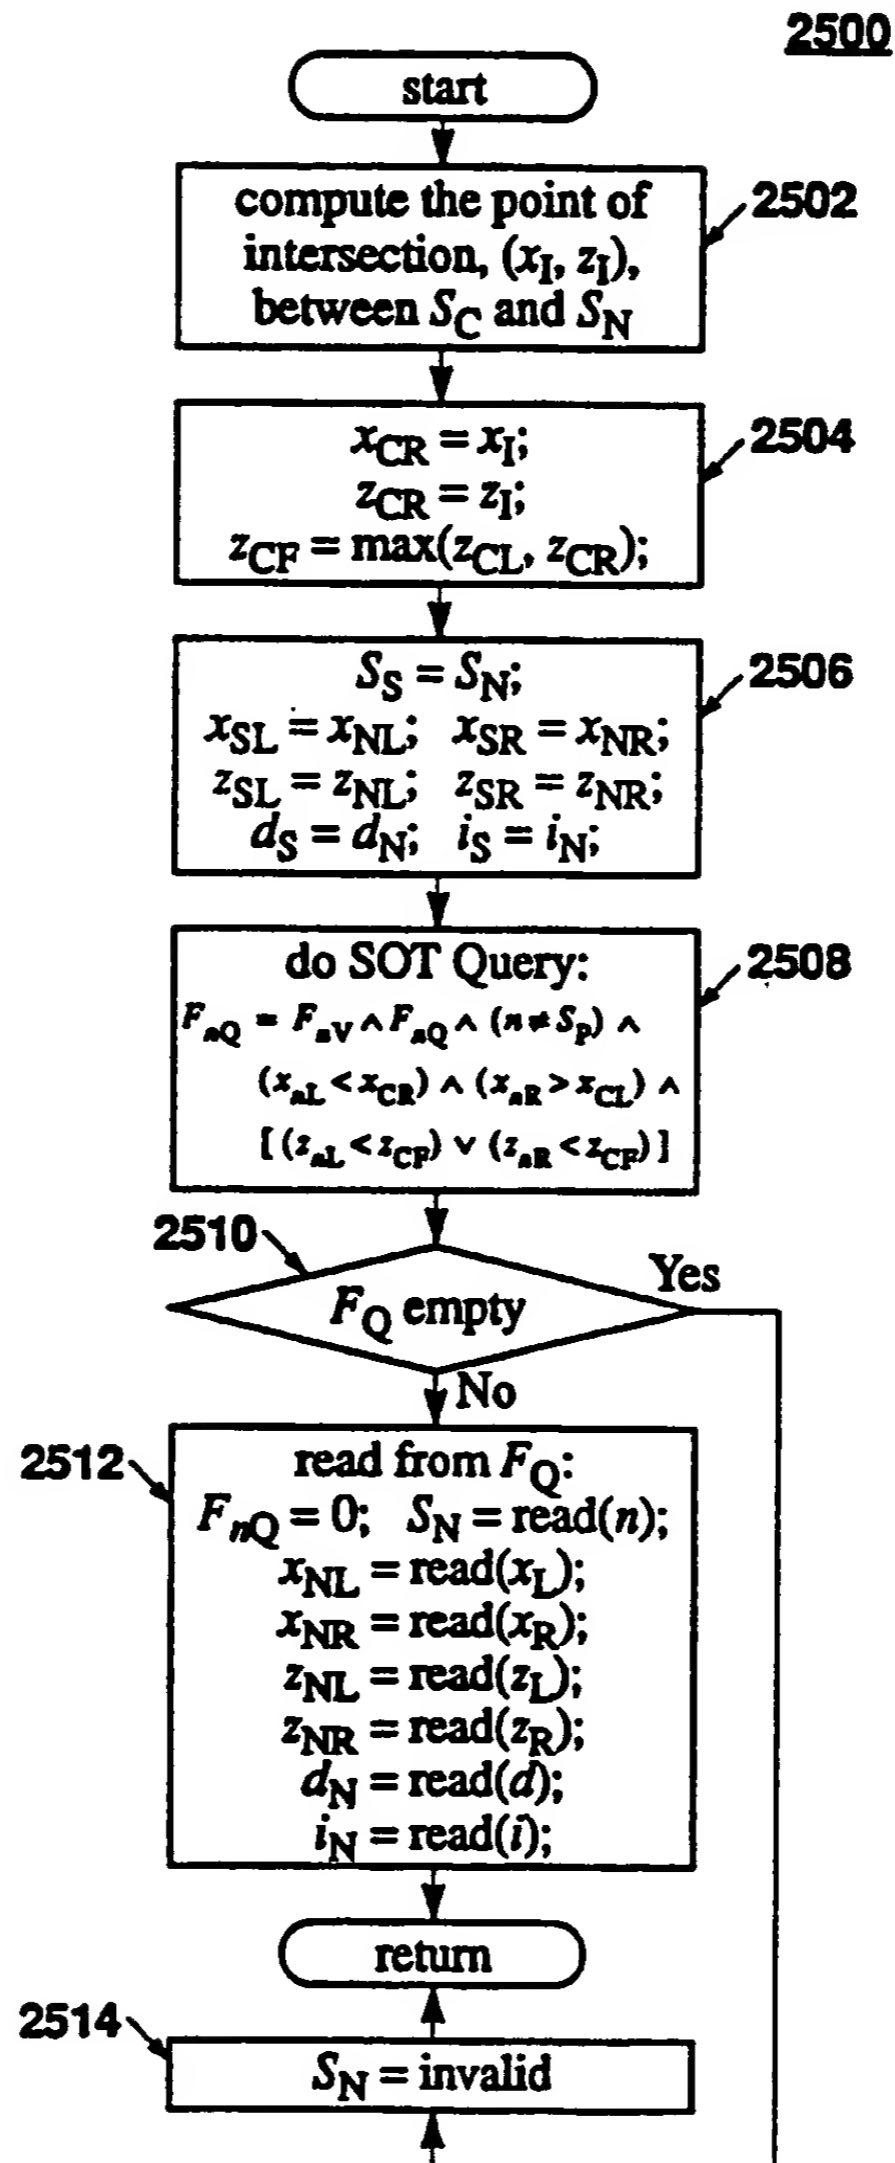 2500
start
2502
compute the point of
intersection, (x_I, z_I),
between S_C and S_N
2504
x_CR = x_I;
z_CR = z_I;
z_CF = max(z_CL, z_CR);
2506
S_S = S_N;
x_SL = x_NL; x_SR = x_NR;
z_SL = z_NL; z_SR = z_NR;
d_S = d_N; i_S = i_N;
2508
do SOT Query:
F_nQ = F_nV ∧ F_nQ ∧ (n ≠ S_P) ∧
(x_nL < x_CR) ∧ (x_nR > x_CL) ∧
[(z_nL < z_CF) ∨ (z_nR < z_CF)]
2510
F_Q empty
Yes
No
2512
read from F_Q:
F_nQ = 0; S_N = read(n);
x_NL = read(x_L);
x_NR = read(x_R);
z_NL = read(z_L);
z_NR = read(z_R);
d_N = read(d);
i_N = read(i);
return
2514
S_N = invalid